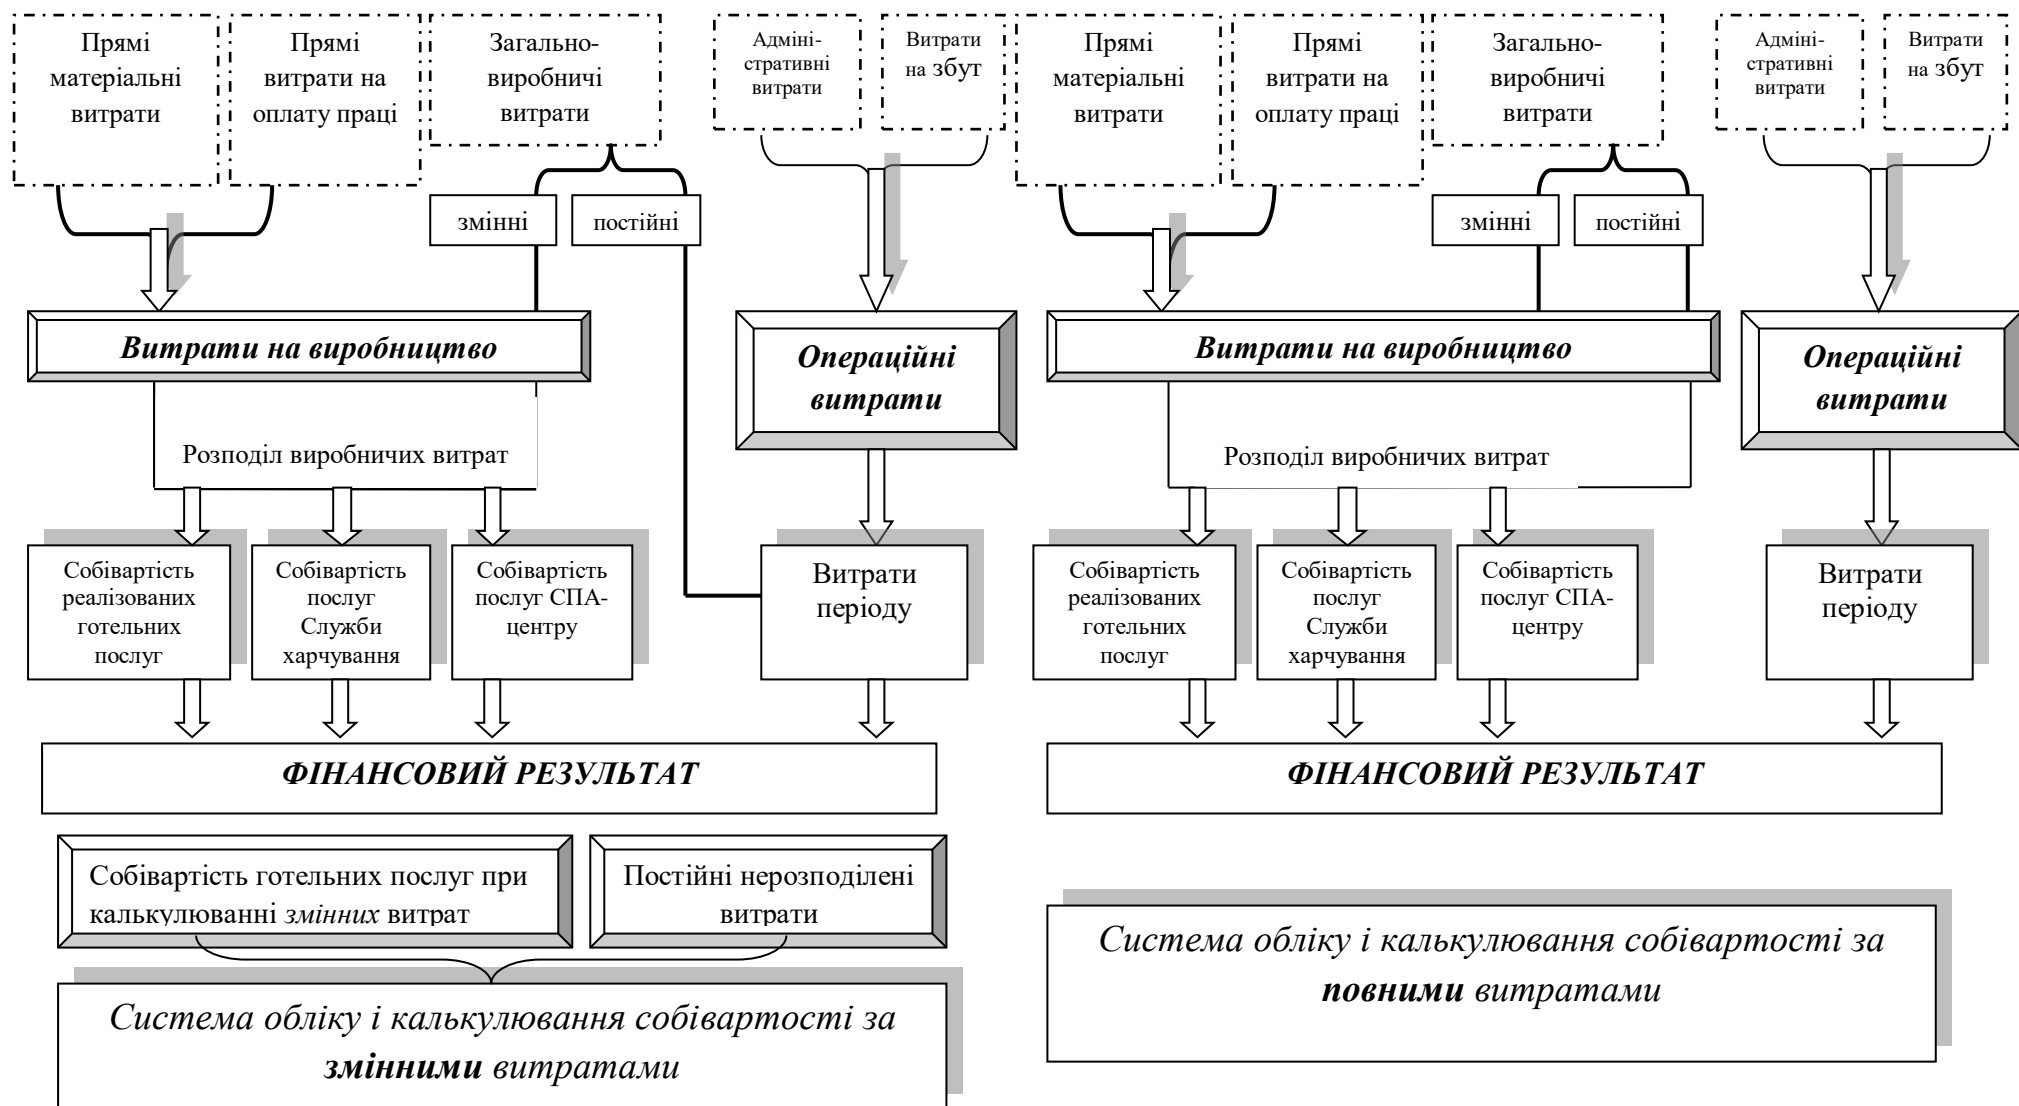 Прямі
матеріальні
витрати
Прямі
витрати на
оплату праці
Загально-
виробничі
витрати
Адміні-
стративні
витрати
Витрати
на збут
змінні
постійні
Витрати на виробництво
Операційні
витрати
Розподіл виробничих витрат
Собівартість
реалізованих
готельних
послуг
Собівартість
послуг
Служби
харчування
Собівартість
послуг СПА-
центру
Витрати
періоду
ФІНАНСОВИЙ РЕЗУЛЬТАТ
Собівартість готельних послуг при
калькулюванні змінних витрат
Постійні нерозподілені
витрати
Система обліку і калькулювання собівартості за
змінними витратами
Прямі
матеріальні
витрати
Прямі
витрати на
оплату праці
Загально-
виробничі
витрати
Адміні-
стративні
витрати
Витрати
на збут
змінні
постійні
Витрати на виробництво
Операційні
витрати
Розподіл виробничих витрат
Собівартість
реалізованих
готельних
послуг
Собівартість
послуг
Служби
харчування
Собівартість
послуг СПА-
центру
Витрати
періоду
ФІНАНСОВИЙ РЕЗУЛЬТАТ
Система обліку і калькулювання собівартості за
повними витратами